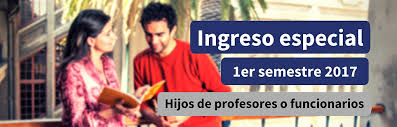 Ingreso especial
1er semestre 2017
Hijos de profesores o funcionarios